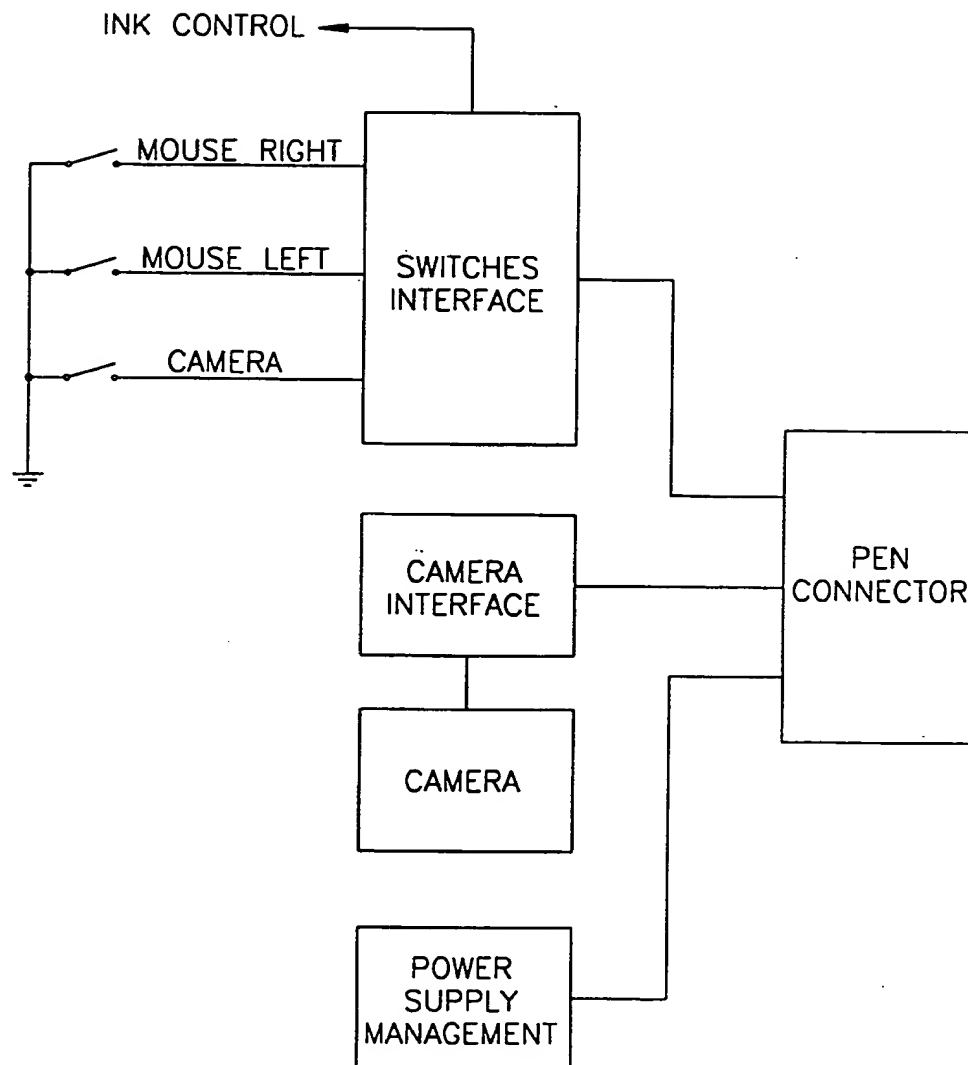 INK CONTROL
MOUSE RIGHT
MOUSE LEFT
SWITCHES
INTERFACE
CAMERA
CAMERA
INTERFACE
PEN
CONNECTOR
CAMERA
POWER
SUPPLY
MANAGEMENT